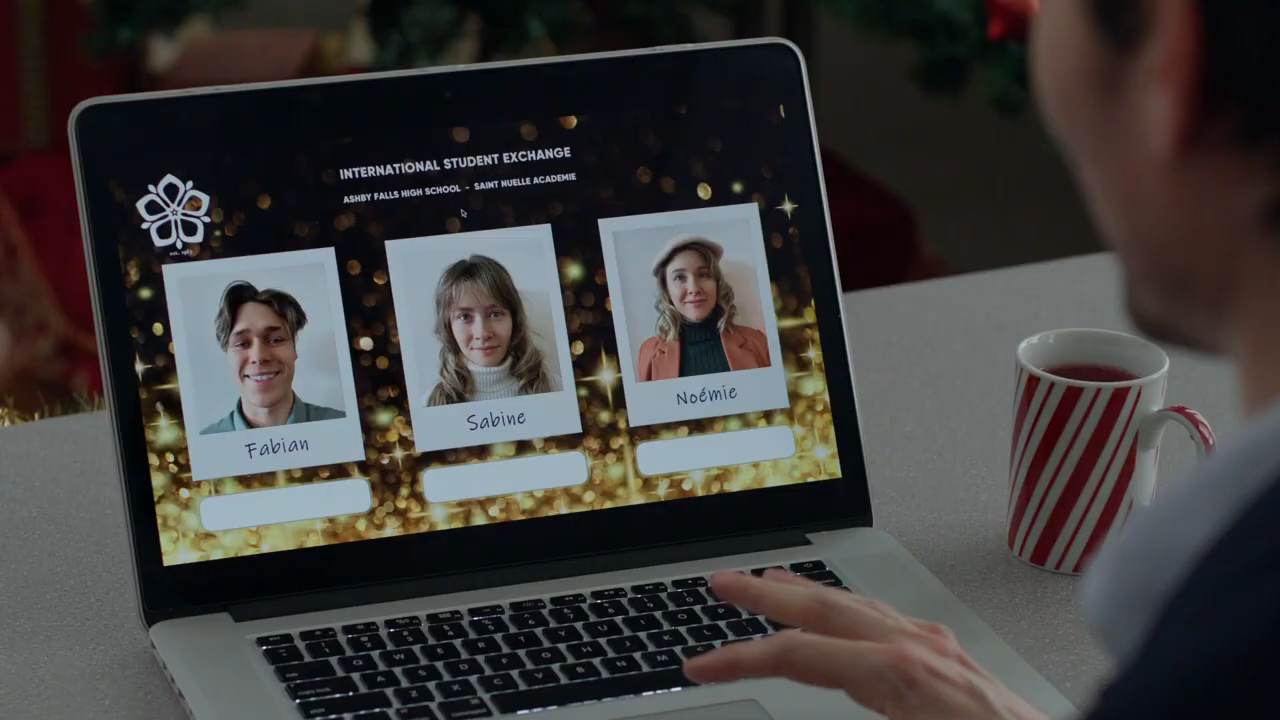 INTERNATIONAL STUDENT EXCHANGE
ASHBY FALLS HIGH SCHOOL - SAINT NUELLE ACADEMIE
Fabian
Sabine
Noémie